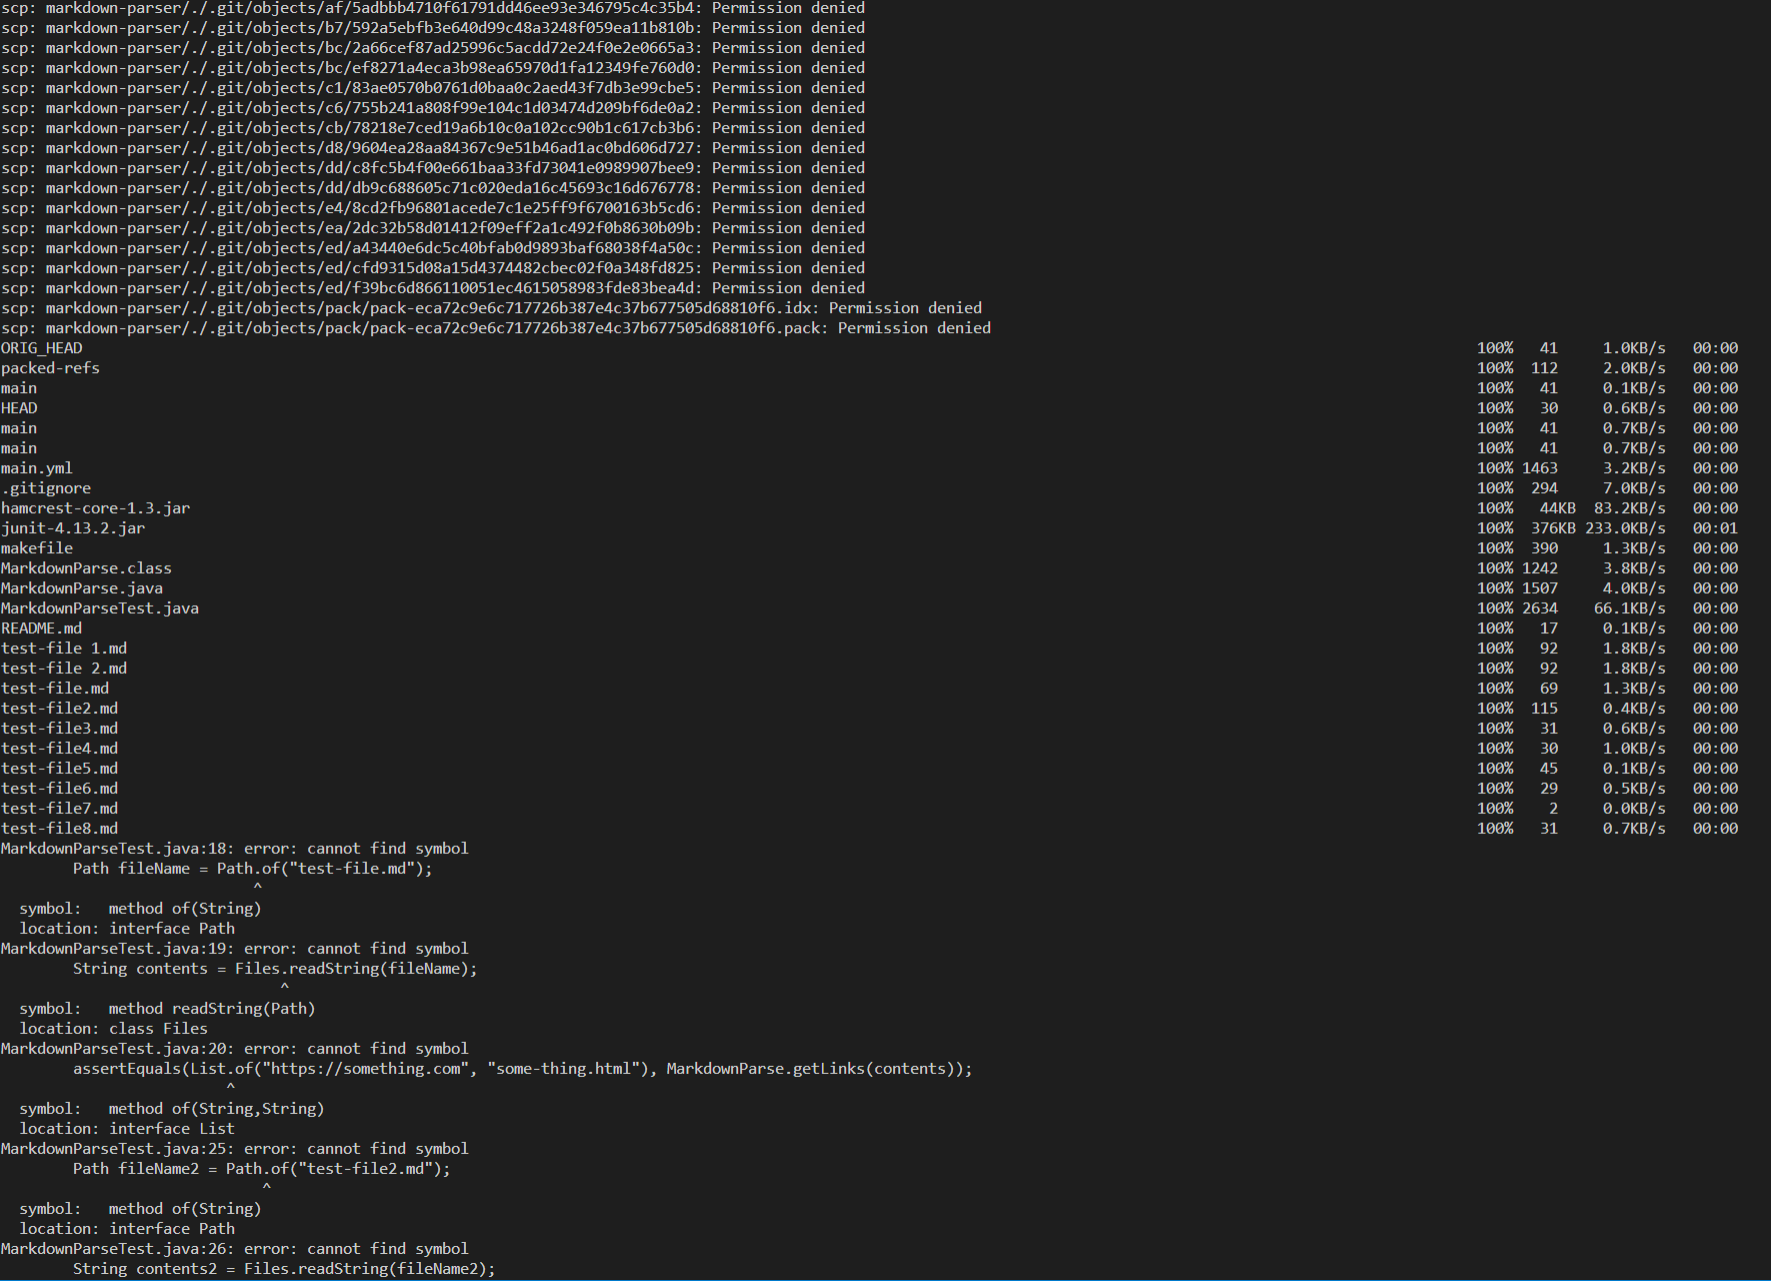 scp: markdown-parser/./.git/objects/af/5adbbb4710f61791dd46ee93e346795c4c35b4: Permission denied
scp: markdown-parser/./.git/objects/b7/592a5ebfb3e640d99c48a3248f059ea11b810b: Permission denied
scp: markdown-parser/./.git/objects/bc/2a66cef87ad25996c5acdd72e24f0e2e0665a3: Permission denied
scp: markdown-parser/./.git/objects/bc/ef8271a4eca3b98ea65970d1fa12349fe760d0: Permission denied
scp: markdown-parser/./.git/objects/c1/83ae0570b0761d0baa0c2aed43f7db3e99cbe5: Permission denied
scp: markdown-parser/./.git/objects/c6/755b241a808f99e104c1d03474d209bf6de0a2: Permission denied
scp: markdown-parser/./.git/objects/cb/78218e7ced19a6b10c0a102cc90b1c617cb3b6: Permission denied
scp: markdown-parser/./.git/objects/d8/9604ea28aa84367c9e51b46ad1ac0bd606d727: Permission denied
scp: markdown-parser/./.git/objects/dd/c8fc5b4f00e661baa33fd73041e0989907bee9: Permission denied
scp: markdown-parser/./.git/objects/dd/db9c688605c71c020eda16c45693c16d676778: Permission denied
scp: markdown-parser/./.git/objects/e4/8cd2fb96801acede7c1e25ff9f6700163b5cd6: Permission denied
scp: markdown-parser/./.git/objects/ea/2dc32b58d01412f09eff2a1c492f0b8630b09b: Permission denied
scp: markdown-parser/./.git/objects/ed/a43440e6dc5c40bfab0d9893baf68038f4a50c: Permission denied
scp: markdown-parser/./.git/objects/ed/cfd9315d08a15d4374482cbec02f0a348fd825: Permission denied
scp: markdown-parser/./.git/objects/ed/f39bc6d866110051ec4615058983fde83bea4d: Permission denied
scp: markdown-parser/./.git/objects/pack/pack-eca72c9e6c717726b387e4c37b677505d68810f6.idx: Permission denied
scp: markdown-parser/./.git/objects/pack/pack-eca72c9e6c717726b387e4c37b677505d68810f6.pack: Permission denied
ORIG_HEAD 100% 41 1.0KB/s 00:00
packed-refs 100% 112 2.0KB/s 00:00
main 100% 41 0.1KB/s 00:00
HEAD 100% 30 0.6KB/s 00:00
main 100% 41 0.7KB/s 00:00
main 100% 41 0.7KB/s 00:00
main.yml 100% 1463 3.2KB/s 00:00
.gitignore 100% 294 7.0KB/s 00:00
hamcrest-core-1.3.jar 100% 44KB 83.2KB/s 00:00
junit-4.13.2.jar 100% 376KB 233.0KB/s 00:01
makefile 100% 390 1.3KB/s 00:00
MarkdownParse.class 100% 1242 3.8KB/s 00:00
MarkdownParse.java 100% 1507 4.0KB/s 00:00
MarkdownParseTest.java 100% 2634 66.1KB/s 00:00
README.md 100% 17 0.1KB/s 00:00
test-file 1.md 100% 92 1.8KB/s 00:00
test-file 2.md 100% 92 1.8KB/s 00:00
test-file.md 100% 69 1.3KB/s 00:00
test-file2.md 100% 115 0.4KB/s 00:00
test-file3.md 100% 31 0.6KB/s 00:00
test-file4.md 100% 30 1.0KB/s 00:00
test-file5.md 100% 45 0.1KB/s 00:00
test-file6.md 100% 29 0.5KB/s 00:00
test-file7.md 100% 2 0.0KB/s 00:00
test-file8.md 100% 31 0.7KB/s 00:00
MarkdownParseTest.java:18: error: cannot find symbol
        Path fileName = Path.of("test-file.md");
                            ^
  symbol:   method of(String)
  location: interface Path
MarkdownParseTest.java:19: error: cannot find symbol
        String contents = Files.readString(fileName);
                               ^
  symbol:   method readString(Path)
  location: class Files
MarkdownParseTest.java:20: error: cannot find symbol
        assertEquals(List.of("https://something.com", "some-thing.html"), MarkdownParse.getLinks(contents));
                         ^
  symbol:   method of(String,String)
  location: interface List
MarkdownParseTest.java:25: error: cannot find symbol
        Path fileName2 = Path.of("test-file2.md");
                             ^
  symbol:   method of(String)
  location: interface Path
MarkdownParseTest.java:26: error: cannot find symbol
        String contents2 = Files.readString(fileName2);